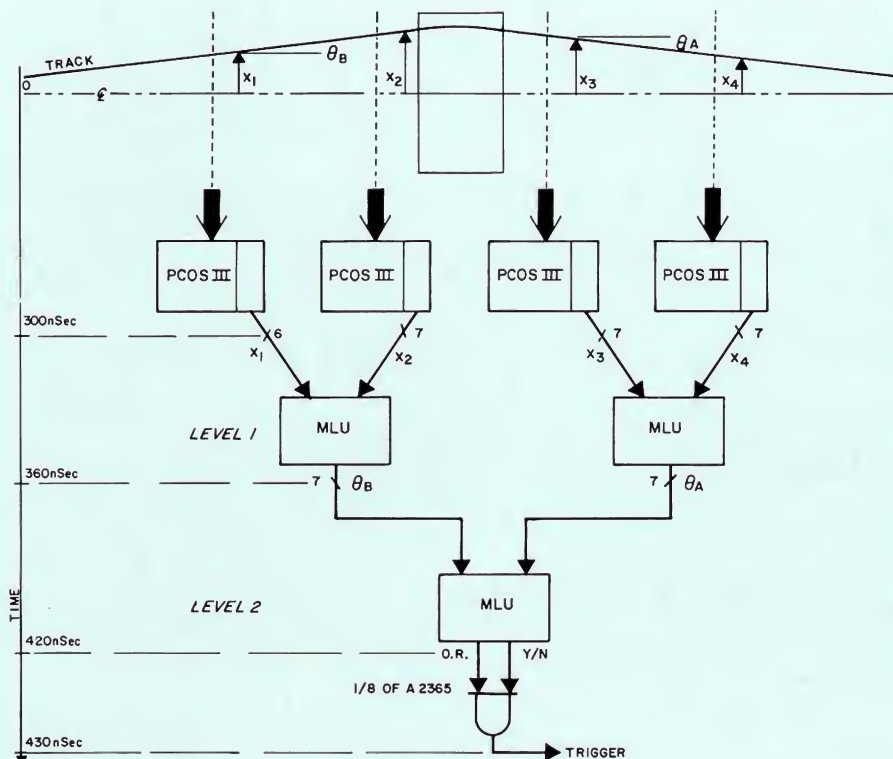 TRACK
θB
θA
0
℄
x1
x2
x3
x4
PCOS III
PCOS III
PCOS III
PCOS III
300nSec
6
7
7
7
x1
x2
x3
x4
LEVEL 1
MLU
MLU
360nSec
7
θB
7
θA
TIME
LEVEL 2
MLU
420nSec
O.R.
Y/N
1/8 OF A 2365
430nSec
TRIGGER